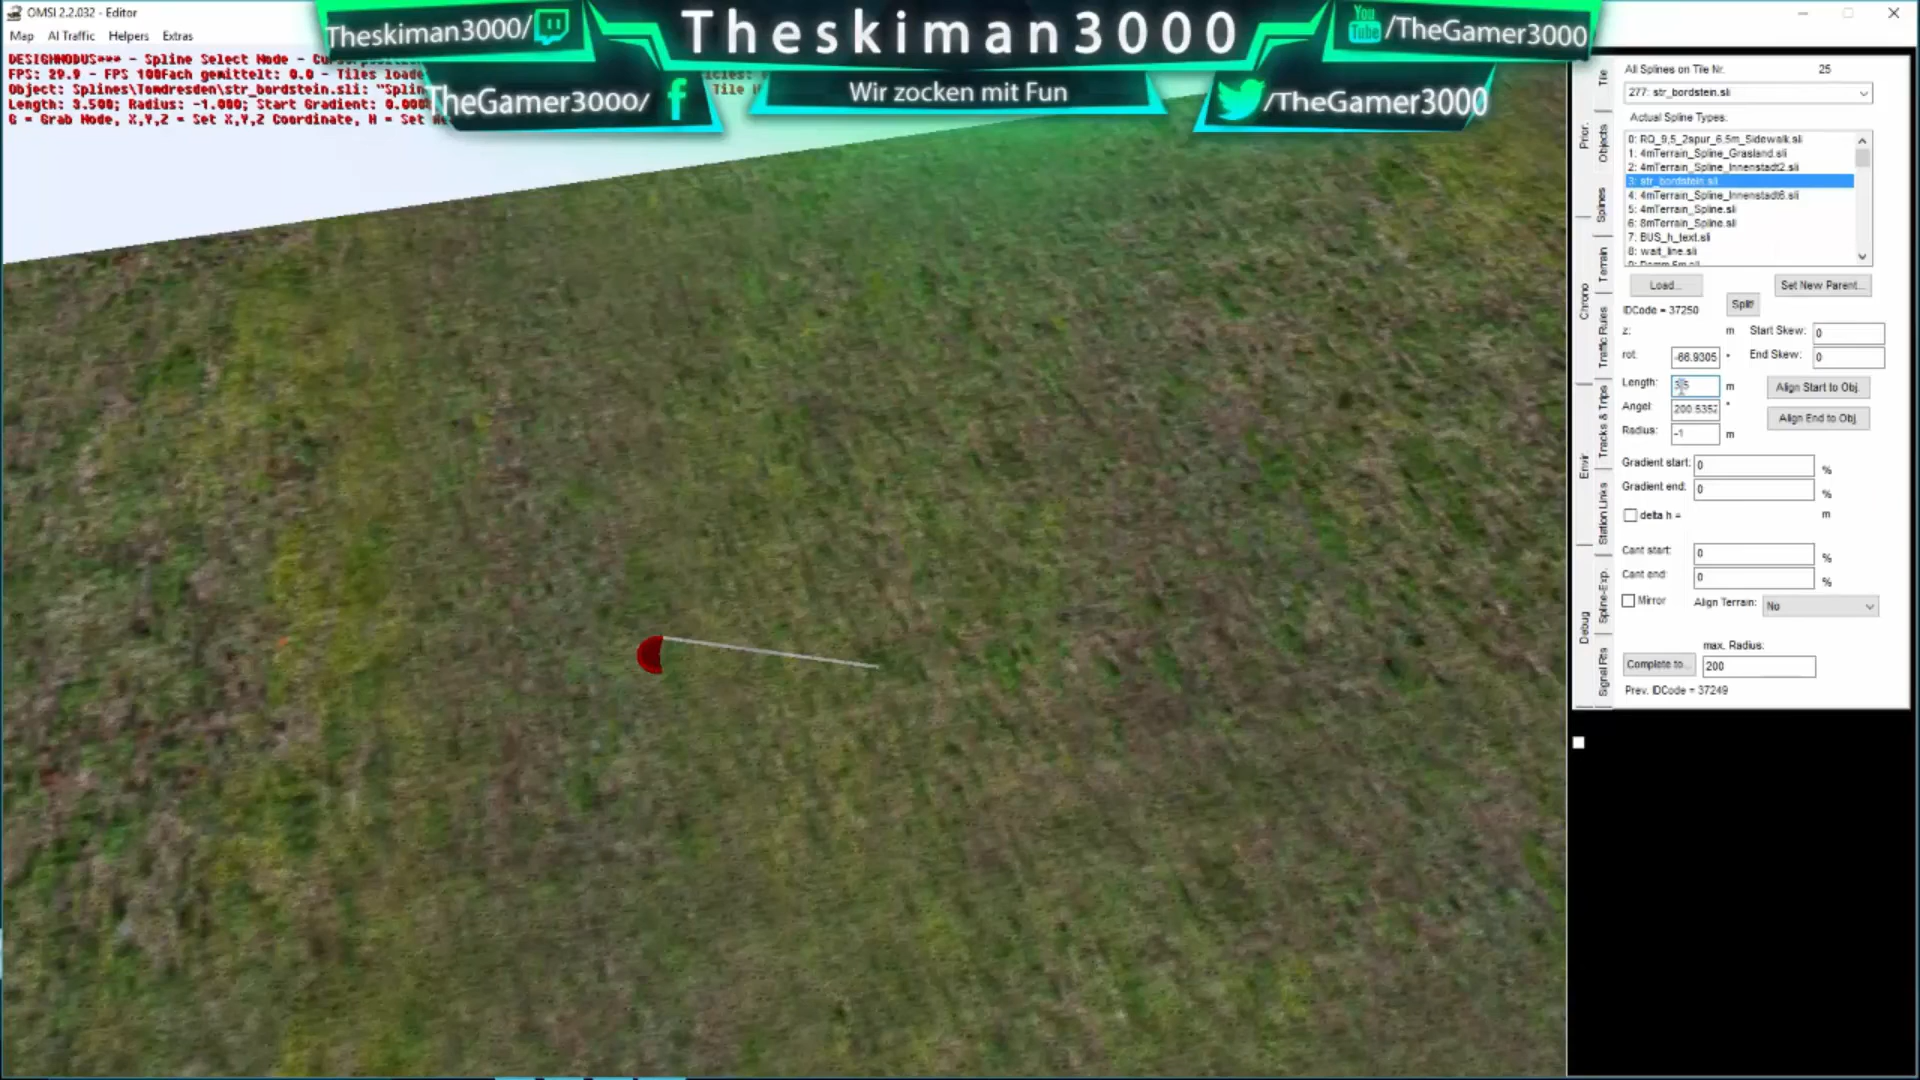 OMSI 2.2.032 - Editor
Map AI Traffic Helpers Extras
DESIGNMODUS*** - Spline Select Mode -
FPS: 29.9 - FPS 100Fach gemittelt: 0.0 - Tiles loade
Object: Splines\Tomdresden\str_bordstein.sli: "Splin
Length: 3.500; Radius: -1.000; Start Gradient: 0.000
G = Grab Mode, X,Y,Z = Set X,Y,Z Coordinate, H = Set
Theskiman3000/
Theskiman3000
You Tube /TheGamer3000
TheGamer3000/ f
Wir zocken mit Fun
/TheGamer3000
Tile
Objects
Splines
Terrain
Traffic Rules
Tracks & Trips
Station Links
Spline-Exp.
Signal Rts
Prior.
Chrono
Envir.
Debug
All Splines on Tile Nr. 25
277: str_bordstein.sli
Actual Spline Types:
0: RQ_9,5_2spur_6,5m_Sidewalk.sli
1: 4mTerrain_Spline_Grasland.sli
2: 4mTerrain_Spline_Innenstadt2.sli
3: str_bordstein.sli
4: 4mTerrain_Spline_Innenstadt6.sli
5: 4mTerrain_Spline.sli
6: 8mTerrain_Spline.sli
7: BUS_h_text.sli
8: wait_line.sli
Load... Set New Parent...
Split!
IDCode = 37250
z: m Start Skew: 0
rot: -66.9305 ° End Skew: 0
Length: 3.5 m Align Start to Obj.
Angel: 200.5352 °
Align End to Obj.
Radius: -1 m
Gradient start: 0 %
Gradient end: 0 %
delta h = m
Cant start: 0 %
Cant end: 0 %
Mirror Align Terrain: No
max. Radius:
Complete to... 200
Prev. IDCode = 37249